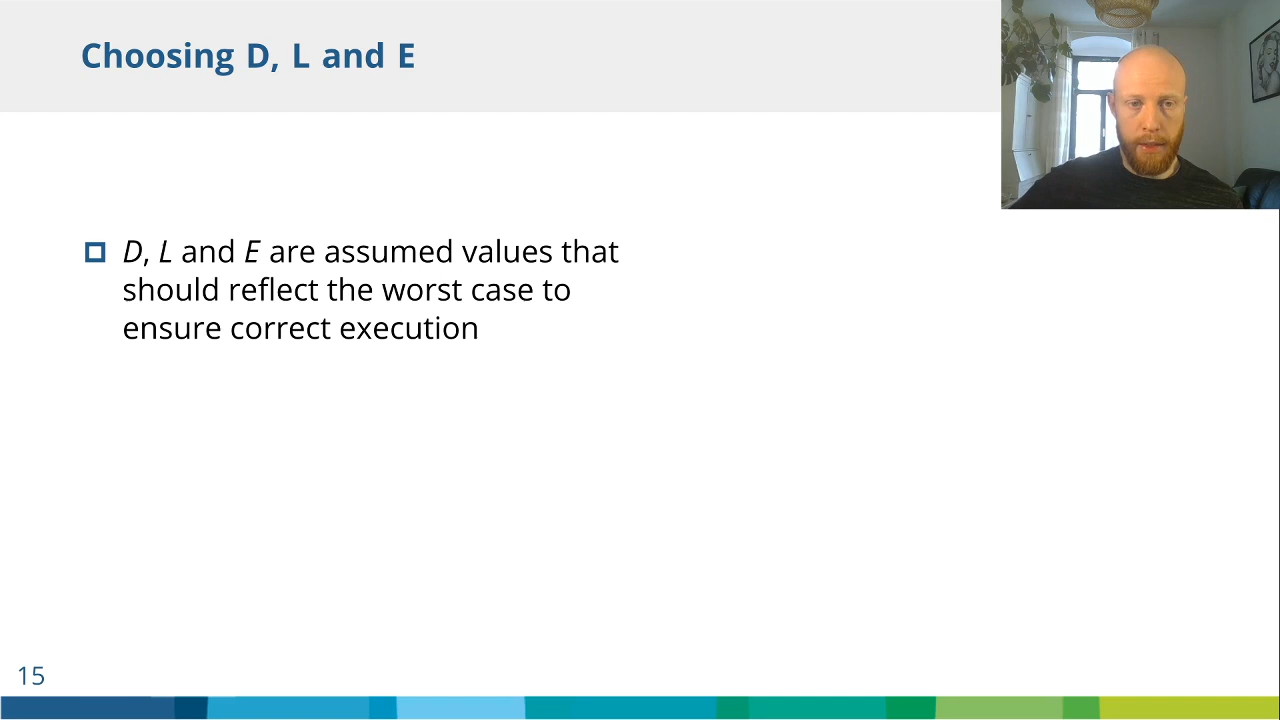 Choosing D, L and E
D, L and E are assumed values that
should reflect the worst case to
ensure correct execution
15